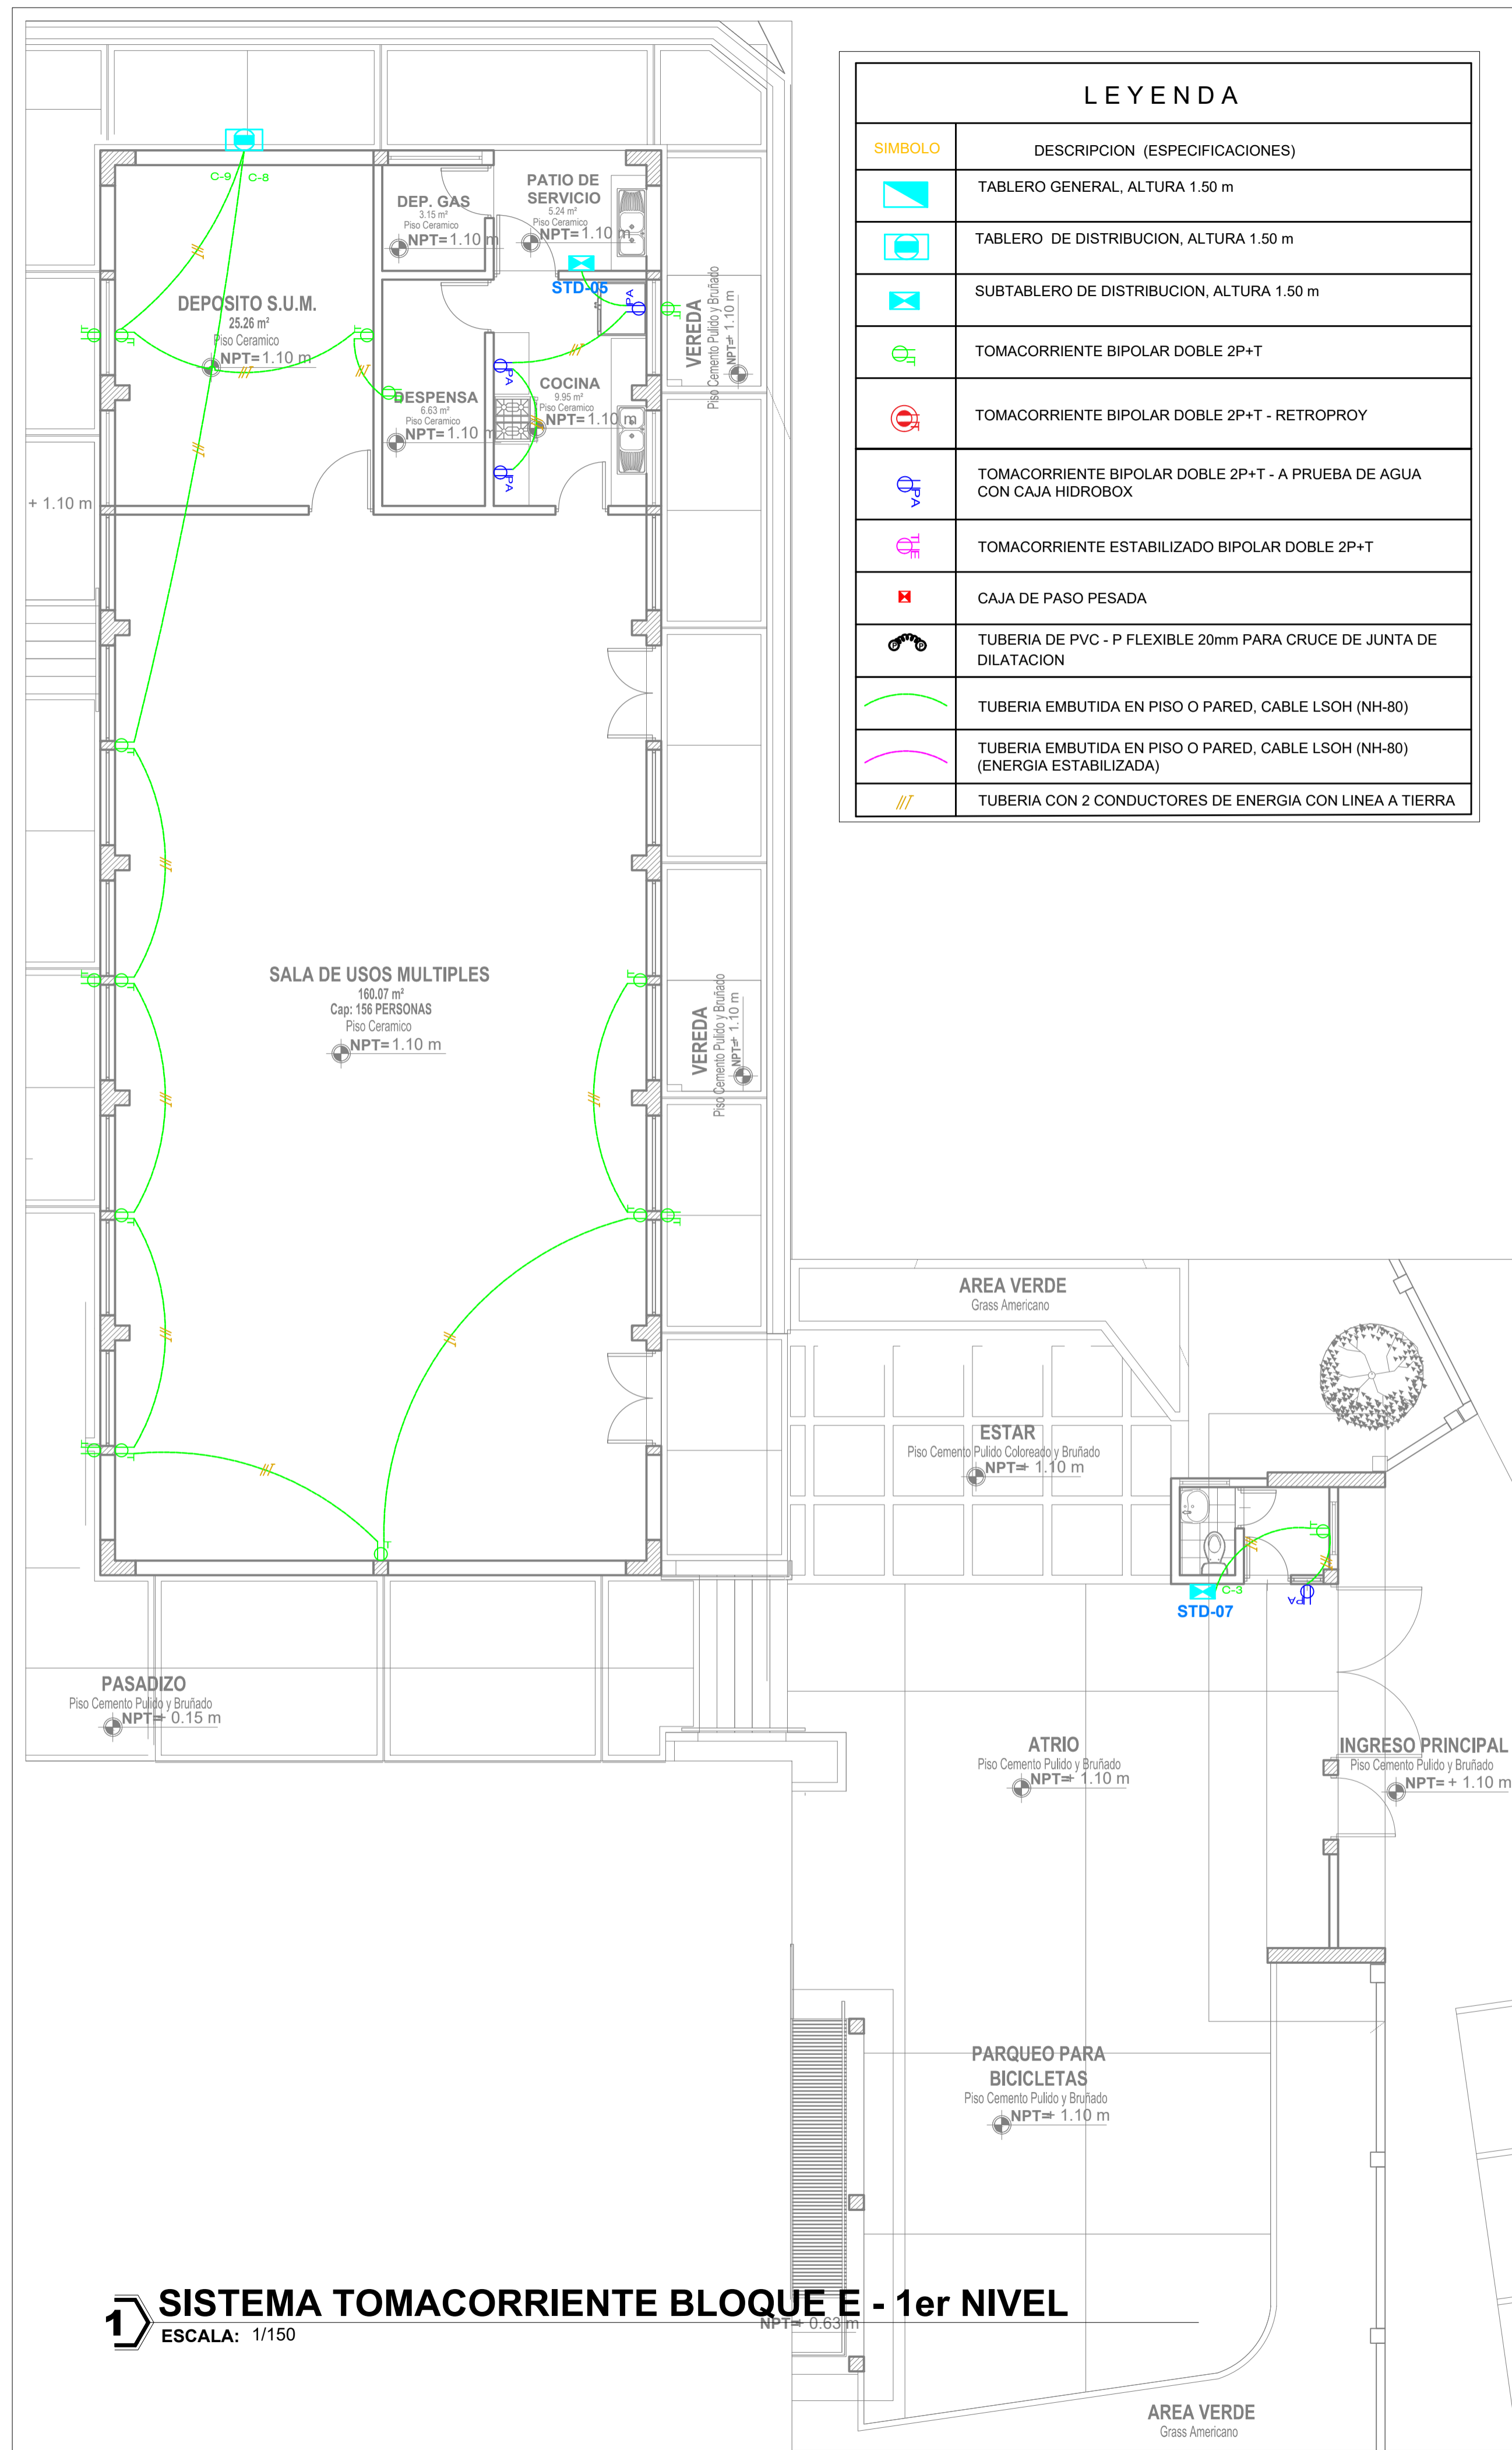 LEYENDA
SIMBOLO
DESCRIPCION (ESPECIFICACIONES)
TABLERO GENERAL, ALTURA 1.50 m
TABLERO DE DISTRIBUCION, ALTURA 1.50 m
SUBTABLERO DE DISTRIBUCION, ALTURA 1.50 m
TOMACORRIENTE BIPOLAR DOBLE 2P+T
TOMACORRIENTE BIPOLAR DOBLE 2P+T - RETROPROY
PA
TOMACORRIENTE BIPOLAR DOBLE 2P+T - A PRUEBA DE AGUA
CON CAJA HIDROBOX
TOMACORRIENTE ESTABILIZADO BIPOLAR DOBLE 2P+T
CAJA DE PASO PESADA
P P
TUBERIA DE PVC - P FLEXIBLE 20mm PARA CRUCE DE JUNTA DE
DILATACION
TUBERIA EMBUTIDA EN PISO O PARED, CABLE LSOH (NH-80)
TUBERIA EMBUTIDA EN PISO O PARED, CABLE LSOH (NH-80)
(ENERGIA ESTABILIZADA)
TUBERIA CON 2 CONDUCTORES DE ENERGIA CON LINEA A TIERRA
C-9 C-8
DEP. GAS
3.15 m²
Piso Ceramico
NPT= 1.10 m
PATIO DE
SERVICIO
5.24 m²
Piso Ceramico
NPT= 1.10 m
STD-05
PA
DEPOSITO S.U.M.
25.26 m²
Piso Ceramico
NPT= 1.10 m
DESPENSA
6.63 m²
Piso Ceramico
NPT= 1.10 m
PA
COCINA
9.95 m²
Piso Ceramico
NPT= 1.10 m
PA
VEREDA
Piso Cemento Pulido y Bruñado
NPT=+ 1.10 m
+ 1.10 m
SALA DE USOS MULTIPLES
160.07 m²
Cap: 156 PERSONAS
Piso Ceramico
NPT= 1.10 m
VEREDA
Piso Cemento Pulido y Bruñado
NPT=+ 1.10 m
AREA VERDE
Grass Americano
ESTAR
Piso Cemento Pulido Coloreado y Bruñado
NPT=+ 1.10 m
C-3
STD-07
PA
PASADIZO
Piso Cemento Pulido y Bruñado
NPT=+ 0.15 m
ATRIO
Piso Cemento Pulido y Bruñado
NPT=+ 1.10 m
INGRESO PRINCIPAL
Piso Cemento Pulido y Bruñado
NPT= + 1.10 m
PARQUEO PARA
BICICLETAS
Piso Cemento Pulido y Bruñado
NPT=+ 1.10 m
1 SISTEMA TOMACORRIENTE BLOQUE E - 1er NIVEL
ESCALA: 1/150
NPT=+ 0.63 m
AREA VERDE
Grass Americano